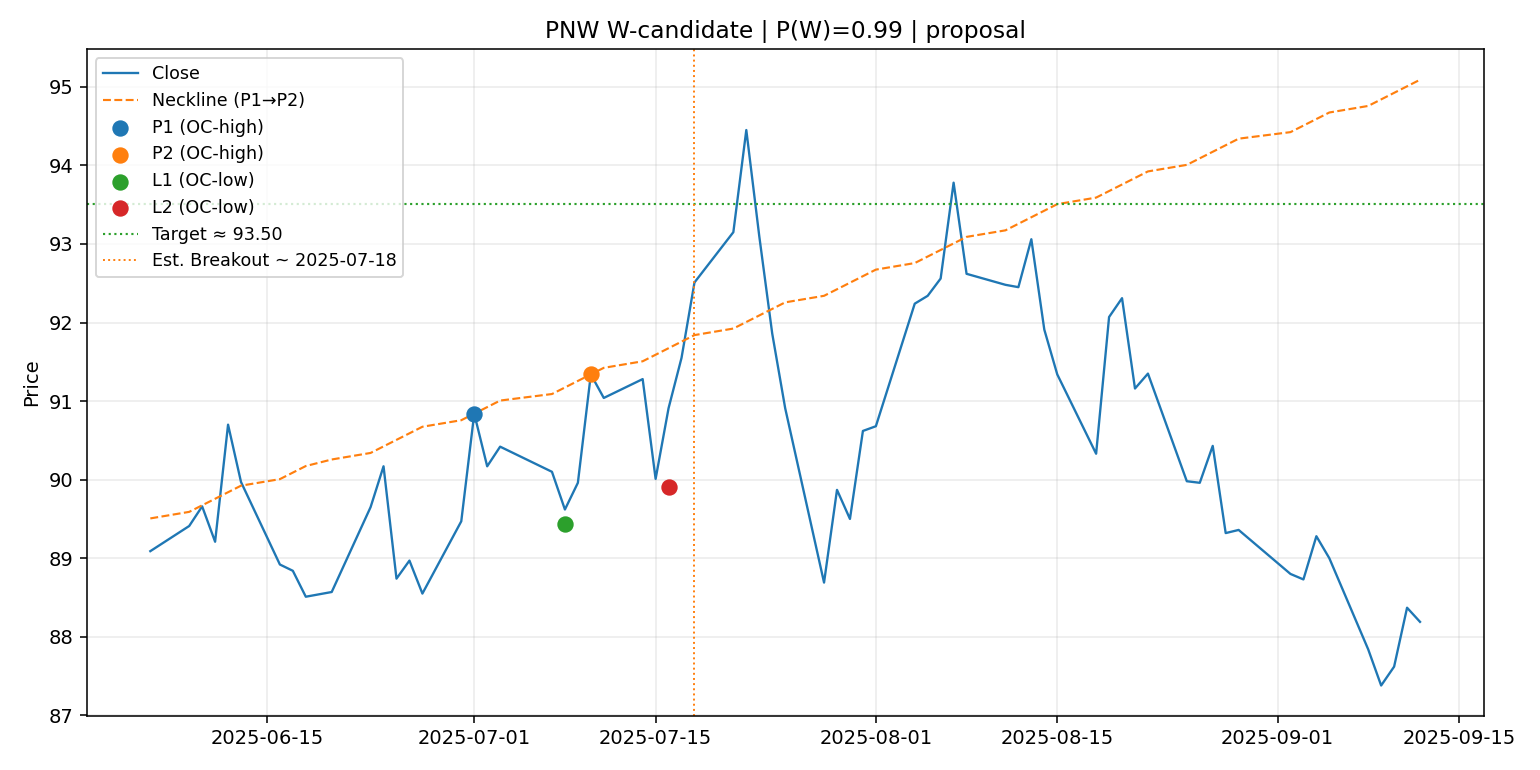 PNW W-candidate | P(W)=0.99 | proposal
Close
Neckline (P1→P2)
P1 (OC-high)
P2 (OC-high)
L1 (OC-low)
L2 (OC-low)
Target ≈ 93.50
Est. Breakout ~ 2025-07-18
Price
95
94
93
92
91
90
89
88
87
2025-06-15 2025-07-01 2025-07-15 2025-08-01 2025-08-15 2025-09-01 2025-09-15